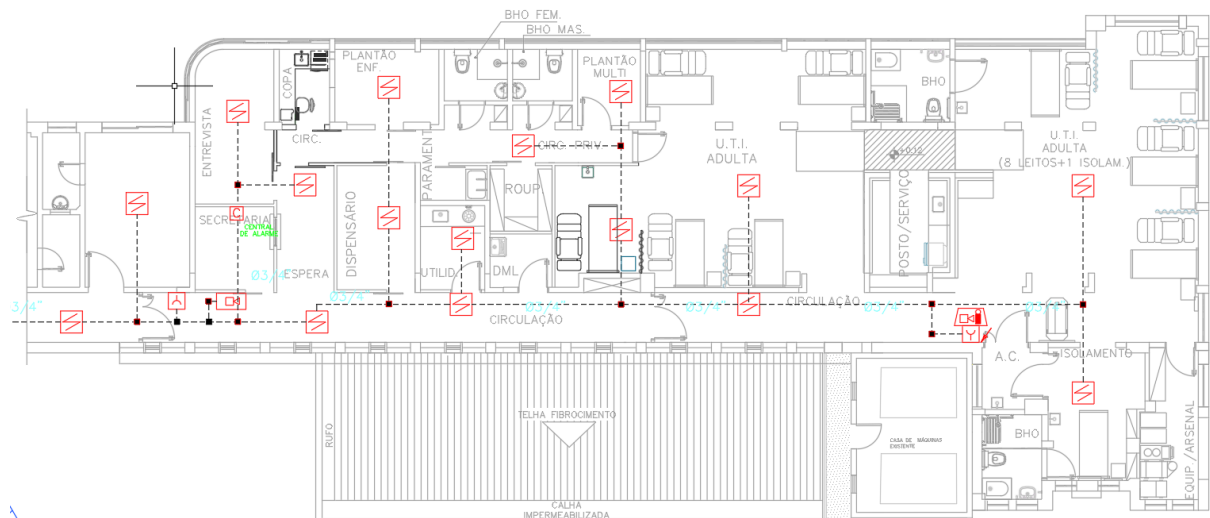 BHO FEM.
BHO MAS.
PLANTÃO
ENF.
PLANTÃO
MULTI
COPA
BHO
ENTREVISTA
CIRC.
PARAMENT
CIRC. PRIV.
U.T.I.
ADULTA
+0.12
U.T.I.
ADULTA
(8 LEITOS+1 ISOLAM.)
SECRETARIA
C
CENTRAL
DE ALARME
DISPENSÁRIO
ROUP.
POSTO/SERVIÇO
Ø3/4"
ESPERA
UTILID
DML
3/4"
Ø3/4"
Ø3/4"
Ø3/4"
CIRCULAÇÃO
Ø3/4"
Ø3/4"
CIRCULAÇÃO
A.C.
ISOLAMENTO
RUFO
TELHA FIBROCIMENTO
CASA DE MÁQUINAS
EXISTENTE
BHO
EQUIP./ARSENAL
CALHA
IMPERMEABILIZADA